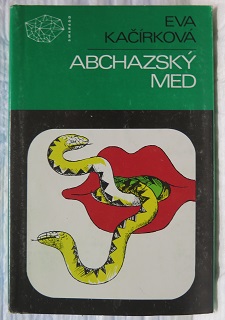 EVA
KAČÍRKOVÁ
ABCHAZSKÝ
MED